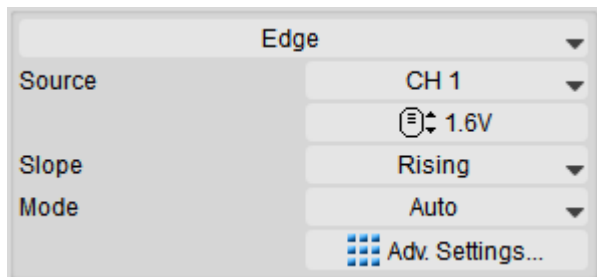 Edge
Source CH 1
1.6V
Slope Rising
Mode Auto
Adv. Settings...